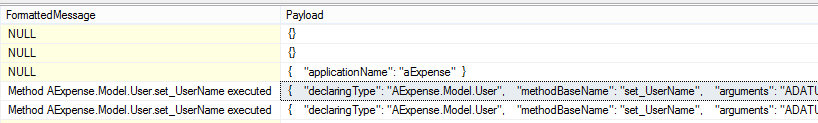 FormattedMessage Payload
NULL {}
NULL {}
NULL { "applicationName": "aExpense" }
Method AExpense.Model.User.set_UserName executed { "declaringType": "AExpense.Model.User", "methodBaseName": "set_UserName", "arguments": "ADATU
Method AExpense.Model.User.set_UserName executed { "declaringType": "AExpense.Model.User", "methodBaseName": "set_UserName", "arguments": "ADATU